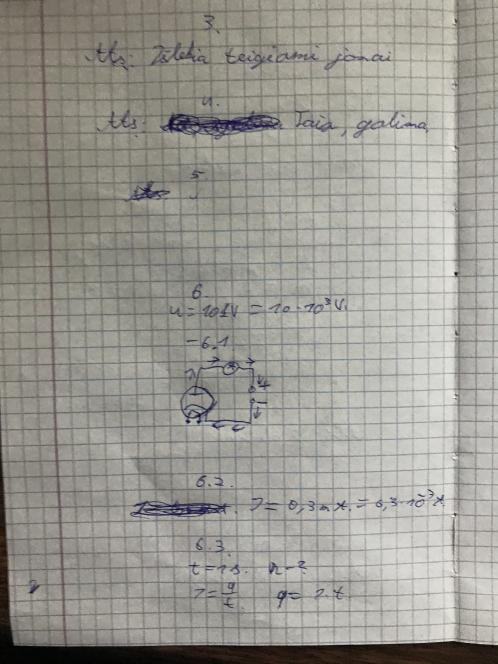 3.
Ats: Išlekia teigiami jonai
4.
Ats: Taip, galima
5
6.
U = 10 kV = 10 · 10³ V.
6.1
+
6.2.
I = 0,3 mA. = 0,3 · 10⁻³ A.
6.3.
t = 1 s. n - ?
I = q/t q = I · t